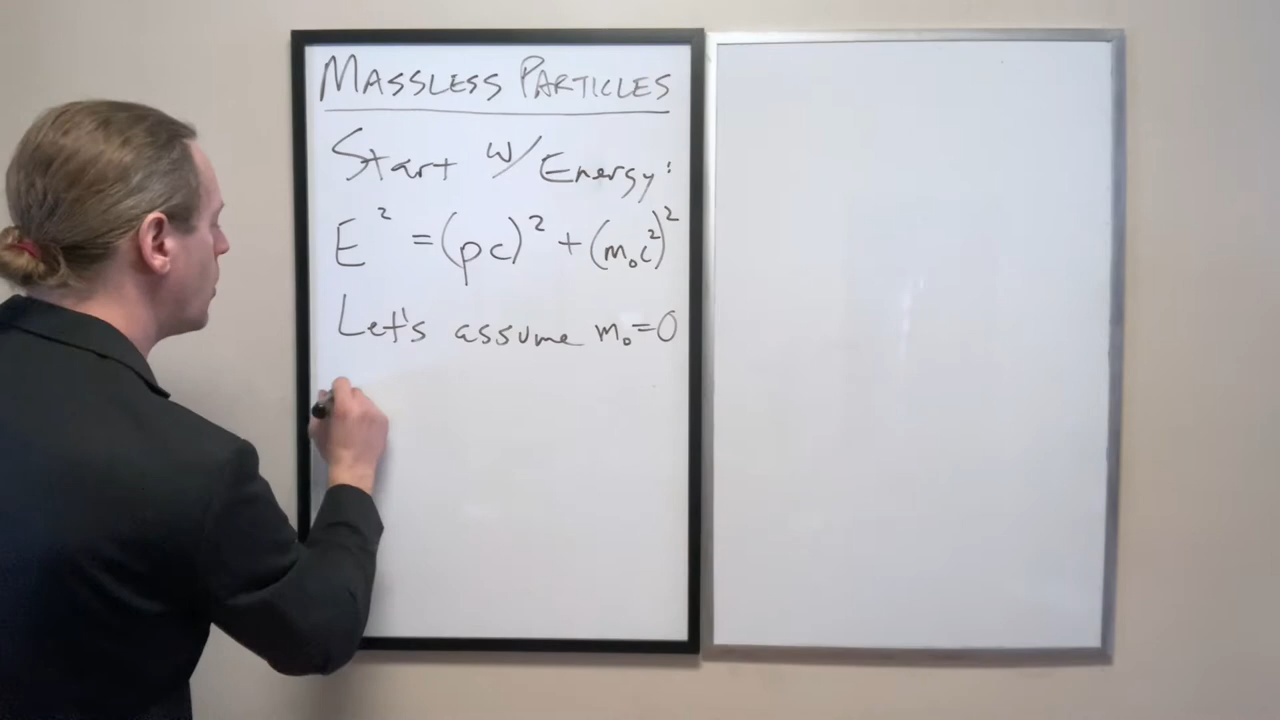 MASSLESS PARTICLES
Start w/ Energy:
E² = (pc)² + (m₀c²)²
Let's assume m₀=0